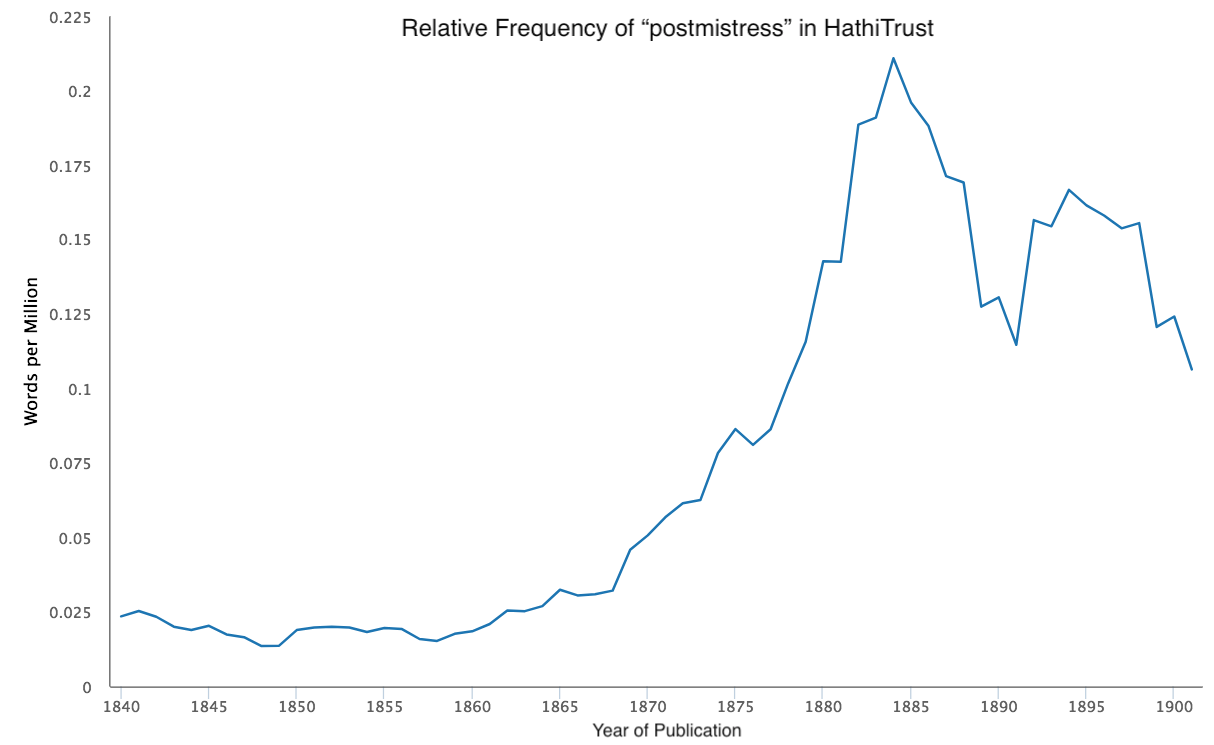 Relative Frequency of “postmistress” in HathiTrust
Words per Million
0.225
0.2
0.175
0.15
0.125
0.1
0.075
0.05
0.025
0
1840 1845 1850 1855 1860 1865 1870 1875 1880 1885 1890 1895 1900
Year of Publication